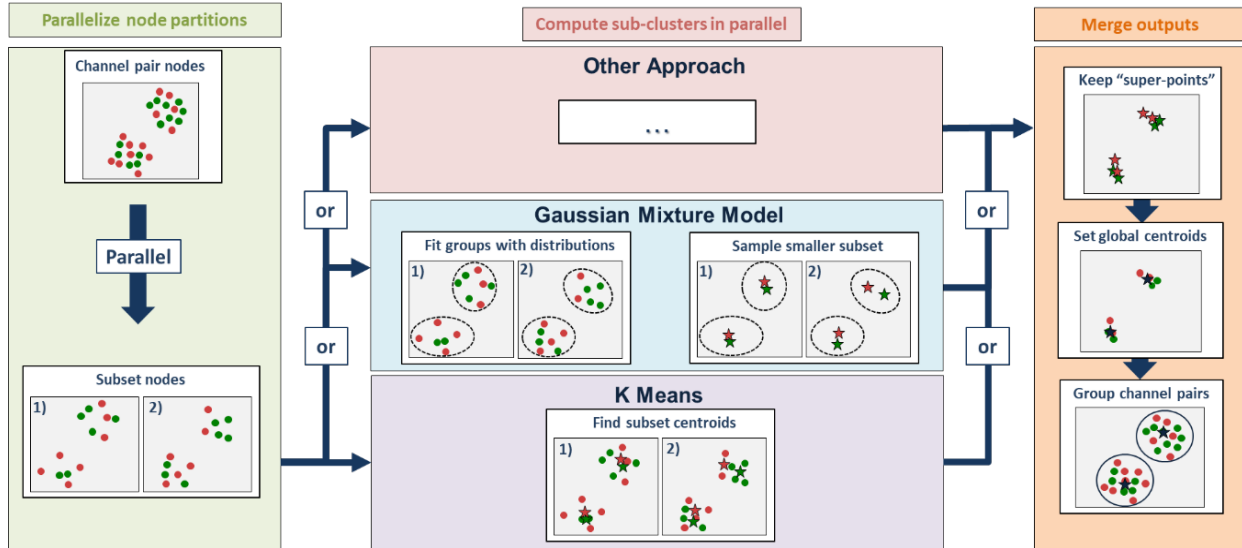 Parallelize node partitions
Channel pair nodes
Parallel
Subset nodes
1)
2)
or
or
Compute sub-clusters in parallel
Other Approach
...
Gaussian Mixture Model
Fit groups with distributions
1)
2)
Sample smaller subset
1)
2)
K Means
Find subset centroids
1)
2)
or
or
Merge outputs
Keep “super-points”
Set global centroids
Group channel pairs